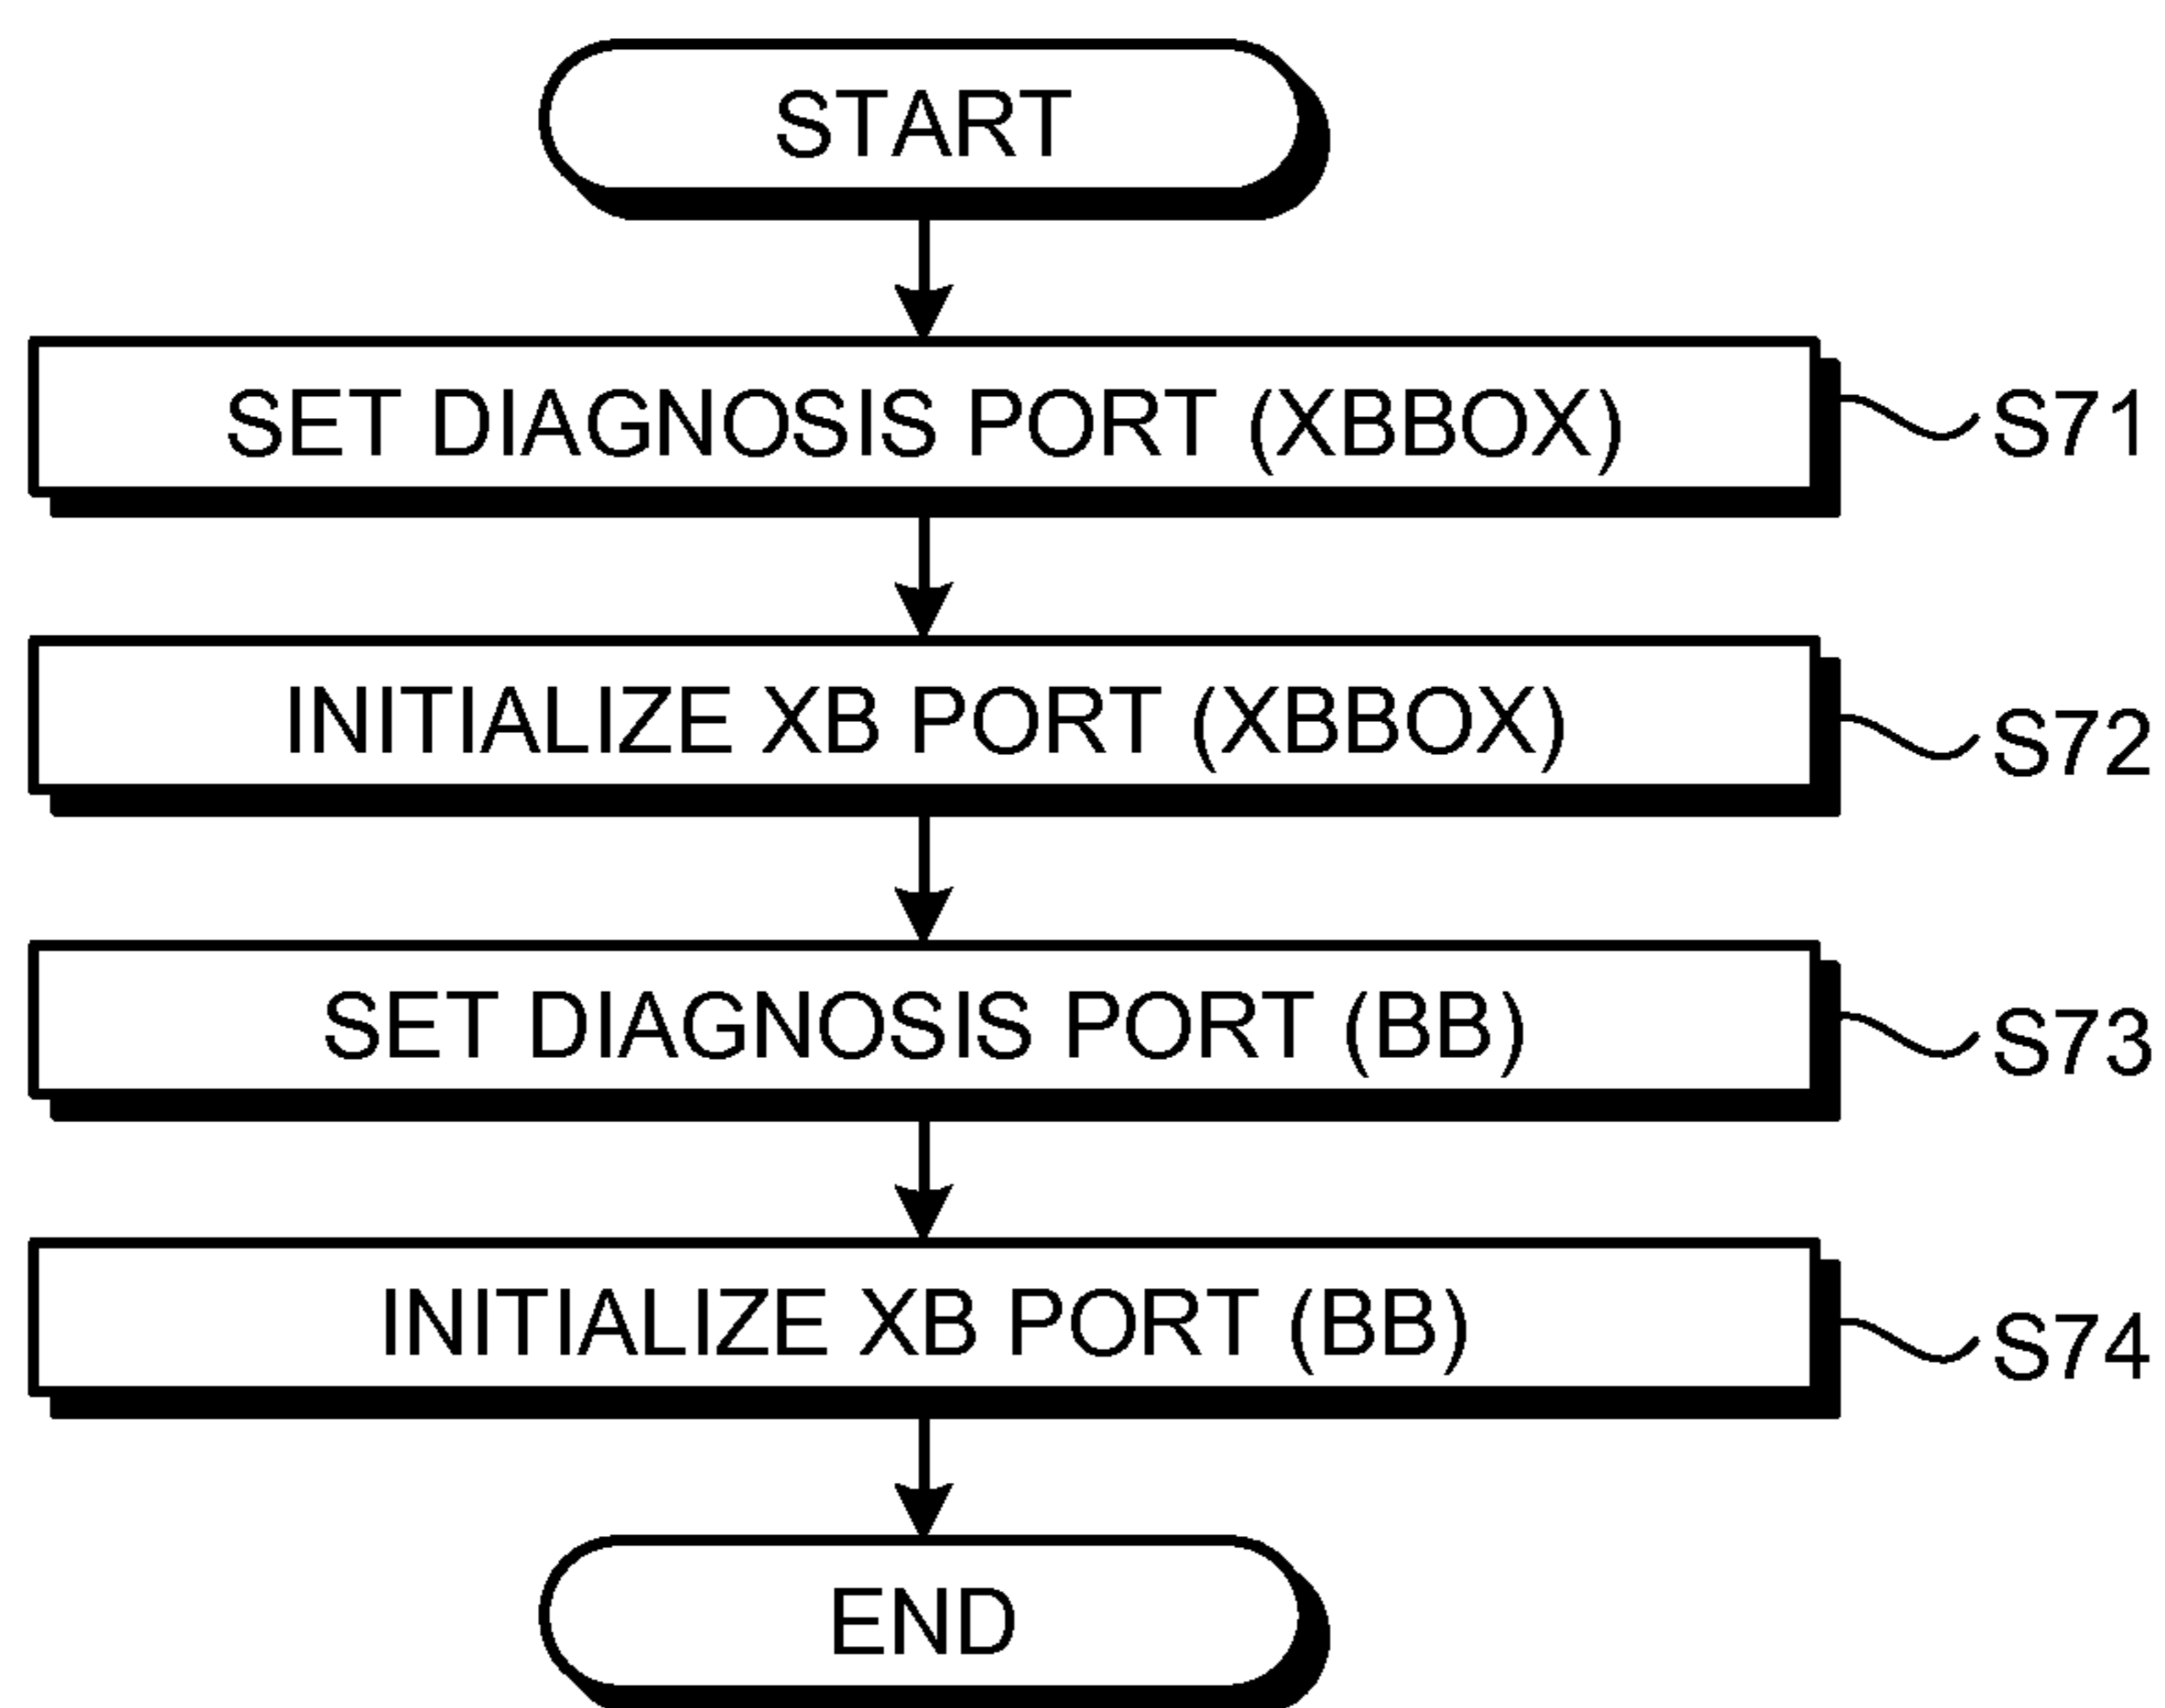 START
SET DIAGNOSIS PORT (XBBOX)
S71
INITIALIZE XB PORT (XBBOX)
S72
SET DIAGNOSIS PORT (BB)
S73
INITIALIZE XB PORT (BB)
S74
END